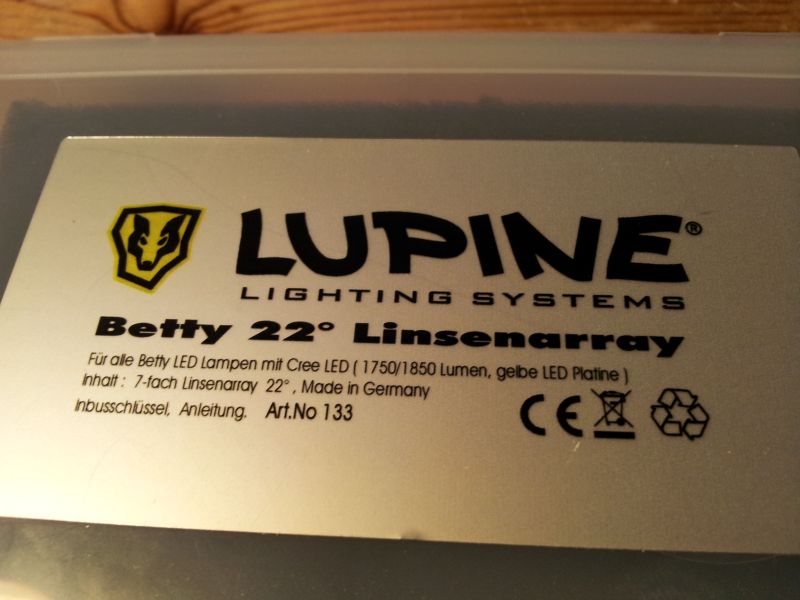 LUPINE®
LIGHTING SYSTEMS
Betty 22° Linsenarray
Für alle Betty LED Lampen mit Cree LED ( 1750/1850 Lumen, gelbe LED Platine )
Inhalt : 7-fach Linsenarray 22° , Made in Germany
Inbusschlüssel, Anleitung. Art.No 133
CE